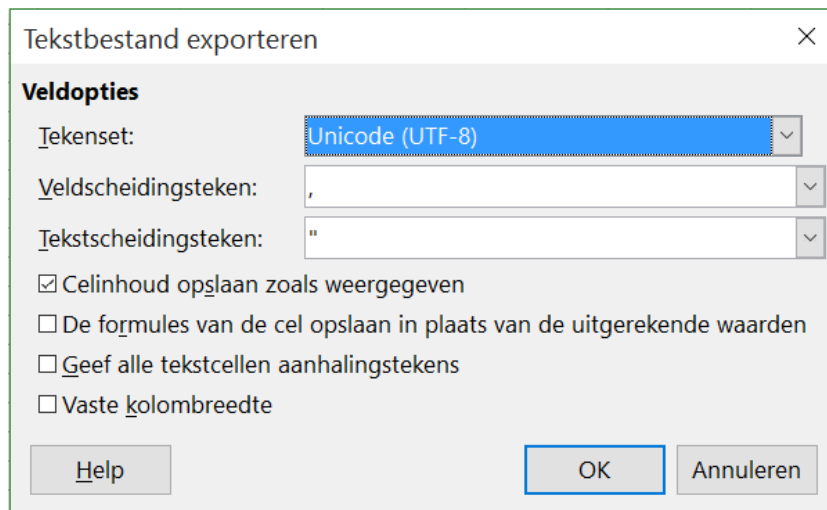 Tekstbestand exporteren
Veldopties
Tekenset: Unicode (UTF-8)
Veldscheidingsteken: ,
Tekstscheidingsteken: "
Celinhoud opslaan zoals weergegeven
De formules van de cel opslaan in plaats van de uitgerekende waarden
Geef alle tekstcellen aanhalingstekens
Vaste kolombreedte
Help OK Annuleren